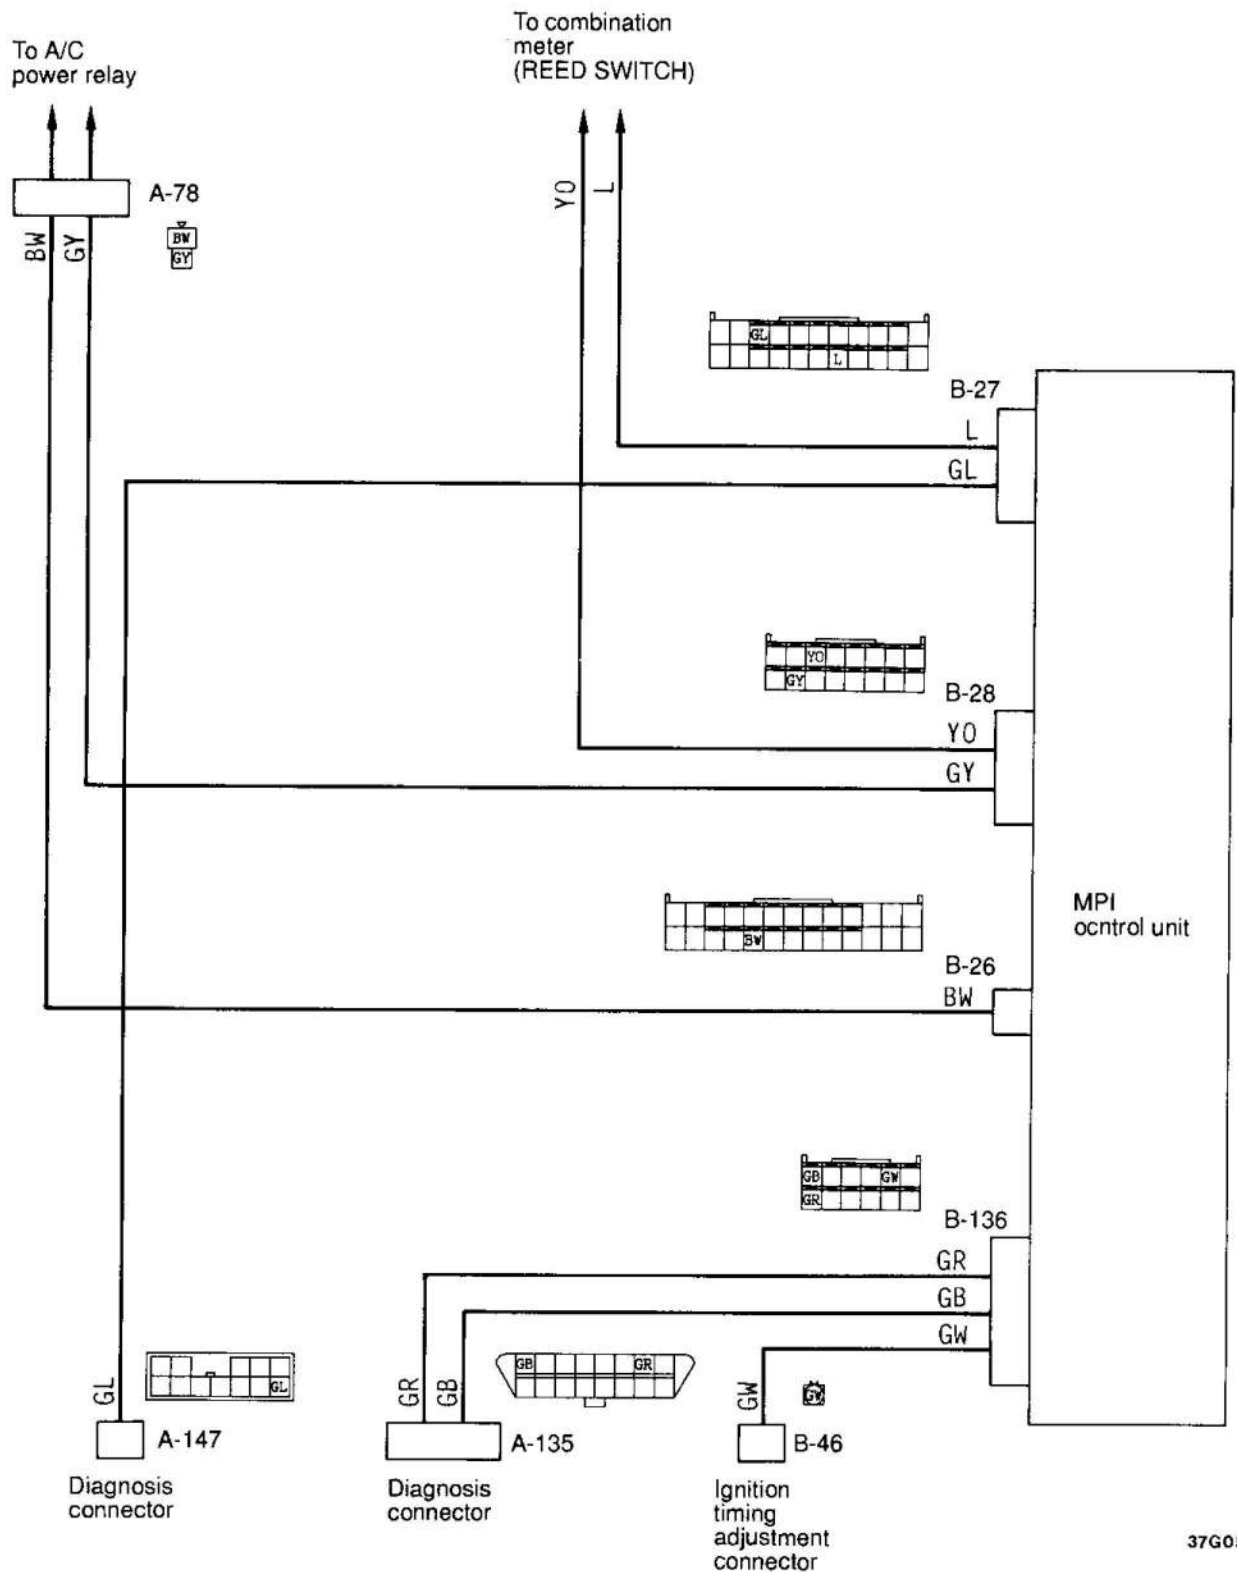 To A/C
power relay
To combination
meter
(REED SWITCH)
A-78
BW
GY
BW
GY
YO
L
GL
L
B-27
L
GL
YO
GY
B-28
YO
GY
BW
B-26
BW
MPI
ocntrol unit
GB
GW
GR
B-136
GR
GB
GW
GL
GL
A-147
Diagnosis
connector
GR
GB
GB
GR
A-135
Diagnosis
connector
GW
GW
B-46
Ignition
timing
adjustment
connector